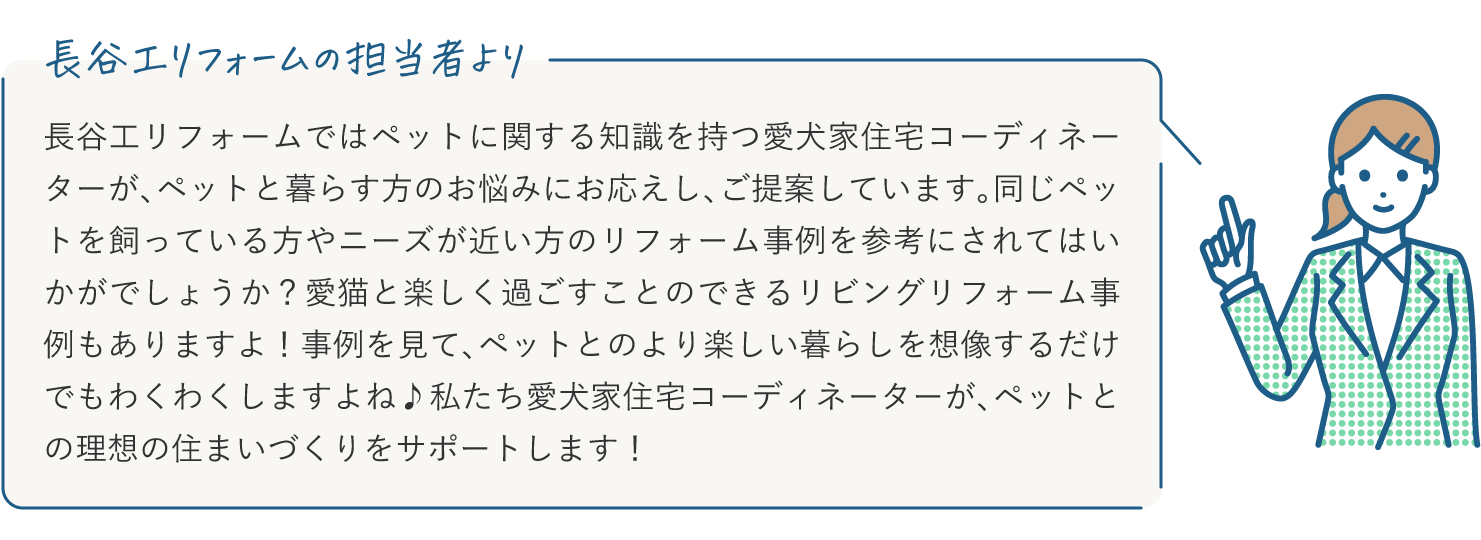 長谷工リフォームの担当者より
長谷工リフォームではペットに関する知識を持つ愛犬家住宅コーディネー
ターが、ペットと暮らす方のお悩みにお応えし、ご提案しています。同じペッ
トを飼っている方やニーズが近い方のリフォーム事例を参考にされてはい
かがでしょうか？愛猫と楽しく過ごすことのできるリビングリフォーム事
例もありますよ！事例を見て、ペットとのより楽しい暮らしを想像するだけ
でもわくわくしますよね♪私たち愛犬家住宅コーディネーターが、ペットと
の理想の住まいづくりをサポートします！